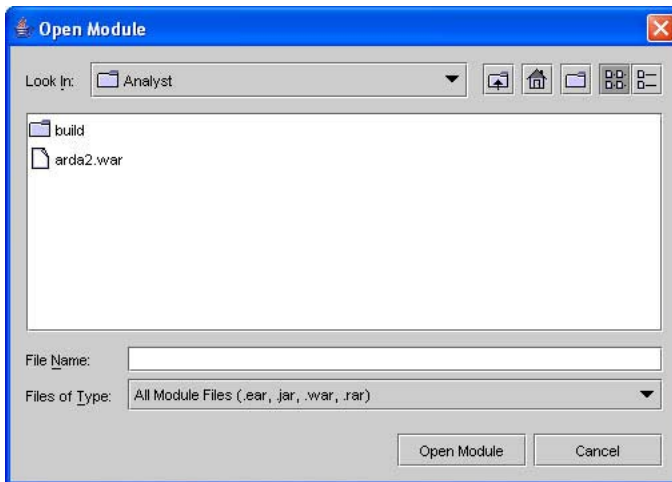 Open Module
Look In: Analyst
build
arda2.war
File Name:
Files of Type: All Module Files (.ear, .jar, .war, .rar)
Open Module Cancel